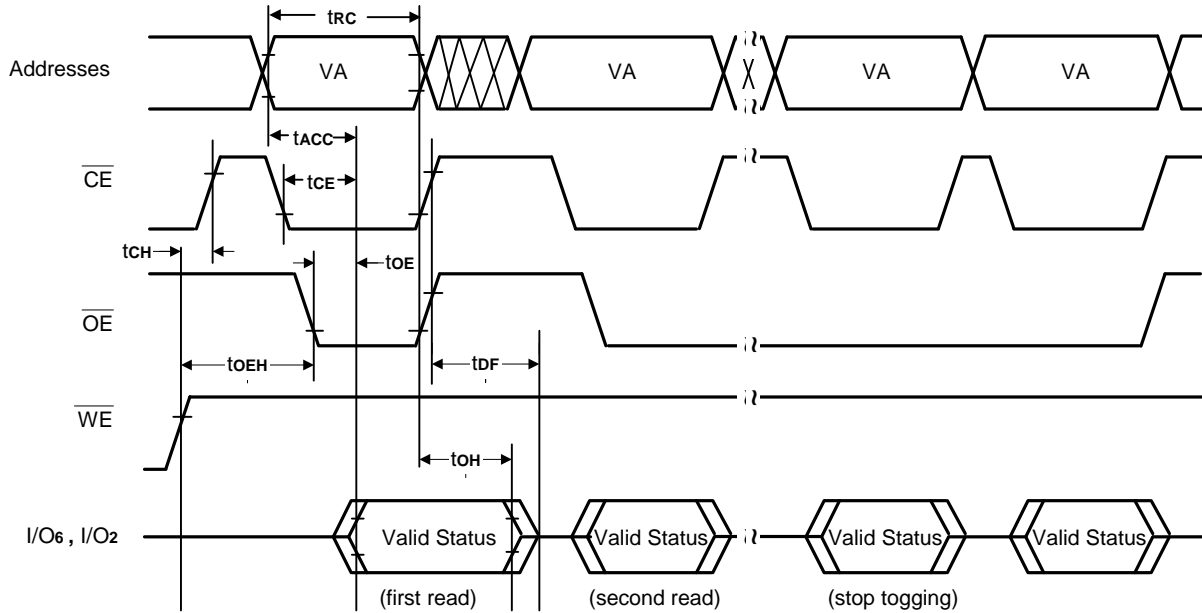 tRC
Addresses VA VA VA VA
tACC
CE
tCE
tCH
tOE
OE
tOEH
tDF
WE
tOH
I/O6 , I/O2 Valid Status Valid Status Valid Status Valid Status
(first read) (second read) (stop togging)